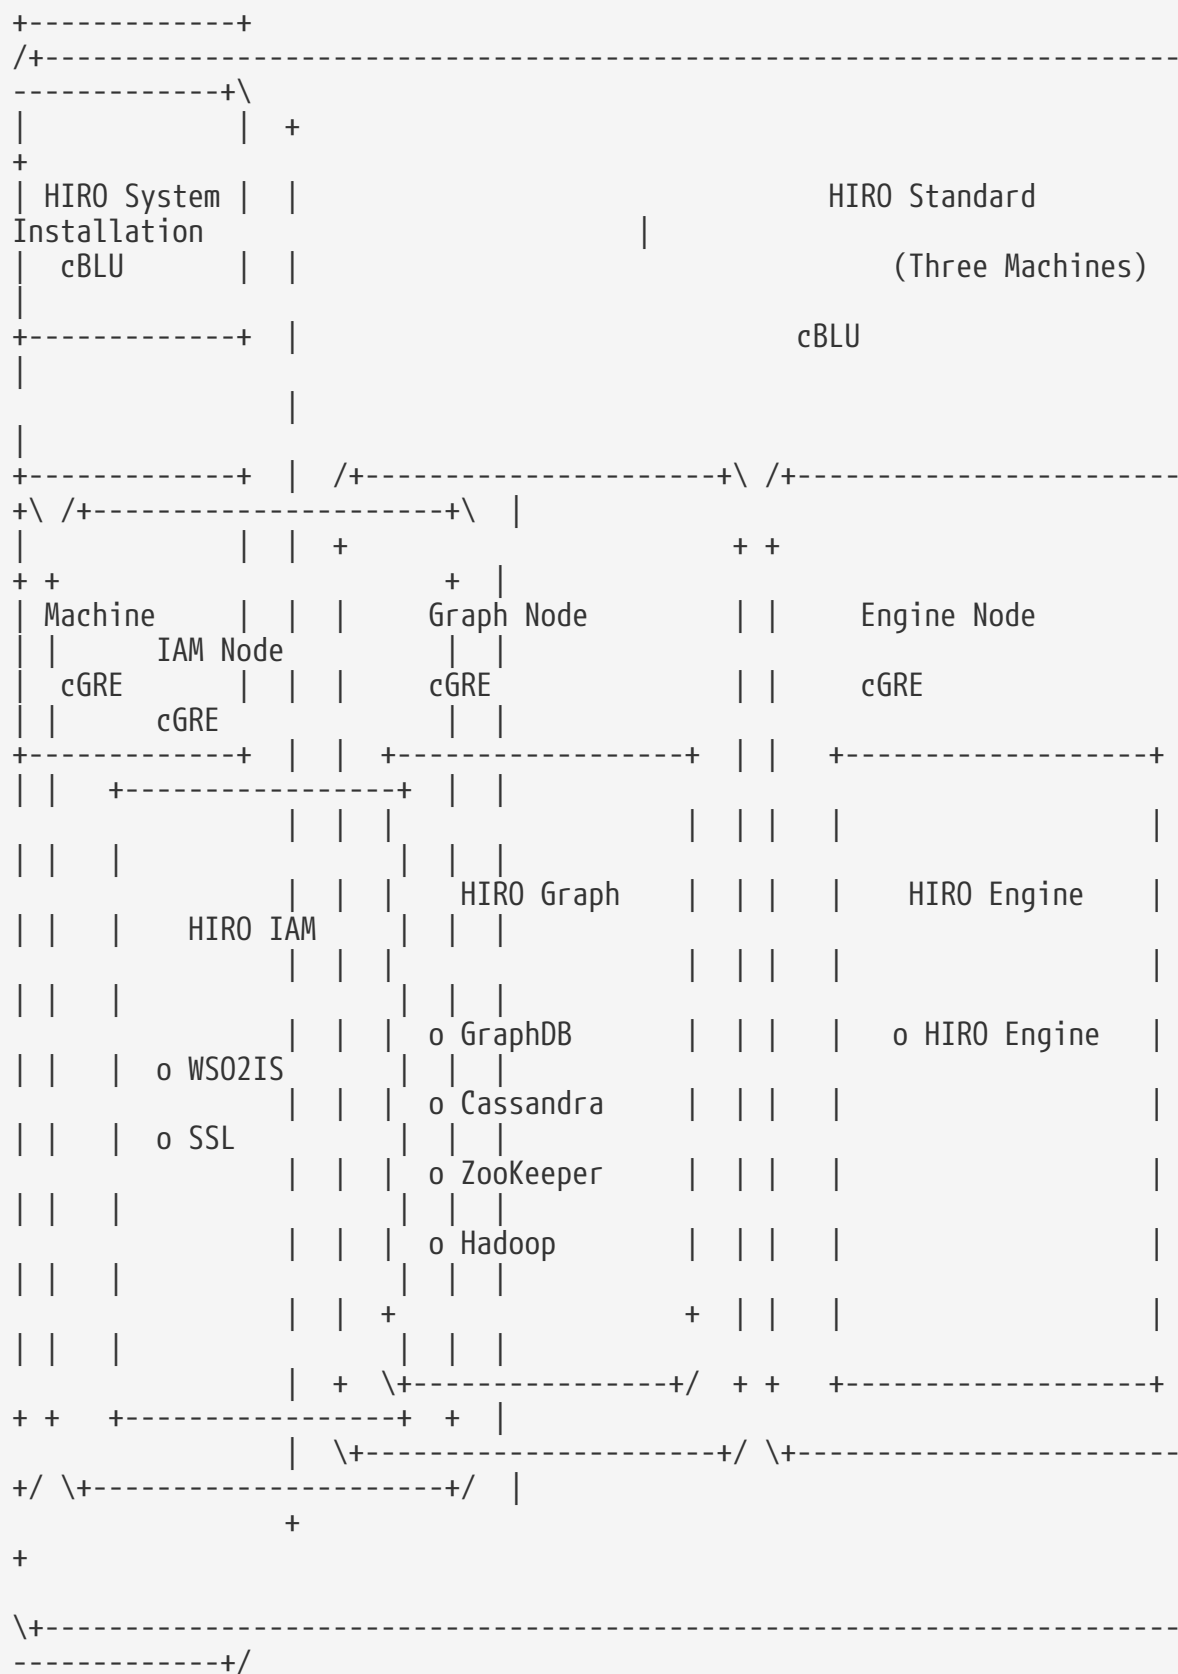 +-------------+
/+-----------------------------------------------------------------------
-------------+\
|             |  +
+
| HIRO System |  |                                 HIRO Standard
Installation                           |
|  cBLU       |  |                                     (Three Machines)
|
+-------------+  |                               cBLU
|
                 |
|
+-------------+  |  /+----------------------+\ /+------------------------
+\ /+----------------------+\  |
|             |  |  +                        + +
+ +                        +  |
| Machine     |  |  |     Graph Node         | |     Engine Node
| |      IAM Node          |  |
|  cGRE       |  |  |     cGRE               | |     cGRE
| |      cGRE              |  |
+-------------+  |  |  +------------------+  | |   +-------------------+
| |   +-----------------+  |  |
                 |  |  |                  |  | |   |                   |
| |   |                 |  |  |
                 |  |  |    HIRO Graph    |  | |   |    HIRO Engine    |
| |   |    HIRO IAM     |  |  |
                 |  |  |                  |  | |   |                   |
| |   |                 |  |  |
                 |  |  |  o GraphDB       |  | |   |   o HIRO Engine   |
| |   |  o WSO2IS       |  |  |
                 |  |  |  o Cassandra     |  | |   |                   |
| |   |  o SSL          |  |  |
                 |  |  |  o ZooKeeper     |  | |   |                   |
| |   |                 |  |  |
                 |  |  |  o Hadoop        |  | |   |                   |
| |   |                 |  |  |
                 |  |  +                  +  | |   |                   |
| |   |                 |  |  |
                 |  +  \+----------------+/  + +   +-------------------+
+ +   +-----------------+  +  |
                 |  \+----------------------+/ \+------------------------
+/ \+----------------------+/  |
                 +
+

\+-----------------------------------------------------------------------
-------------+/